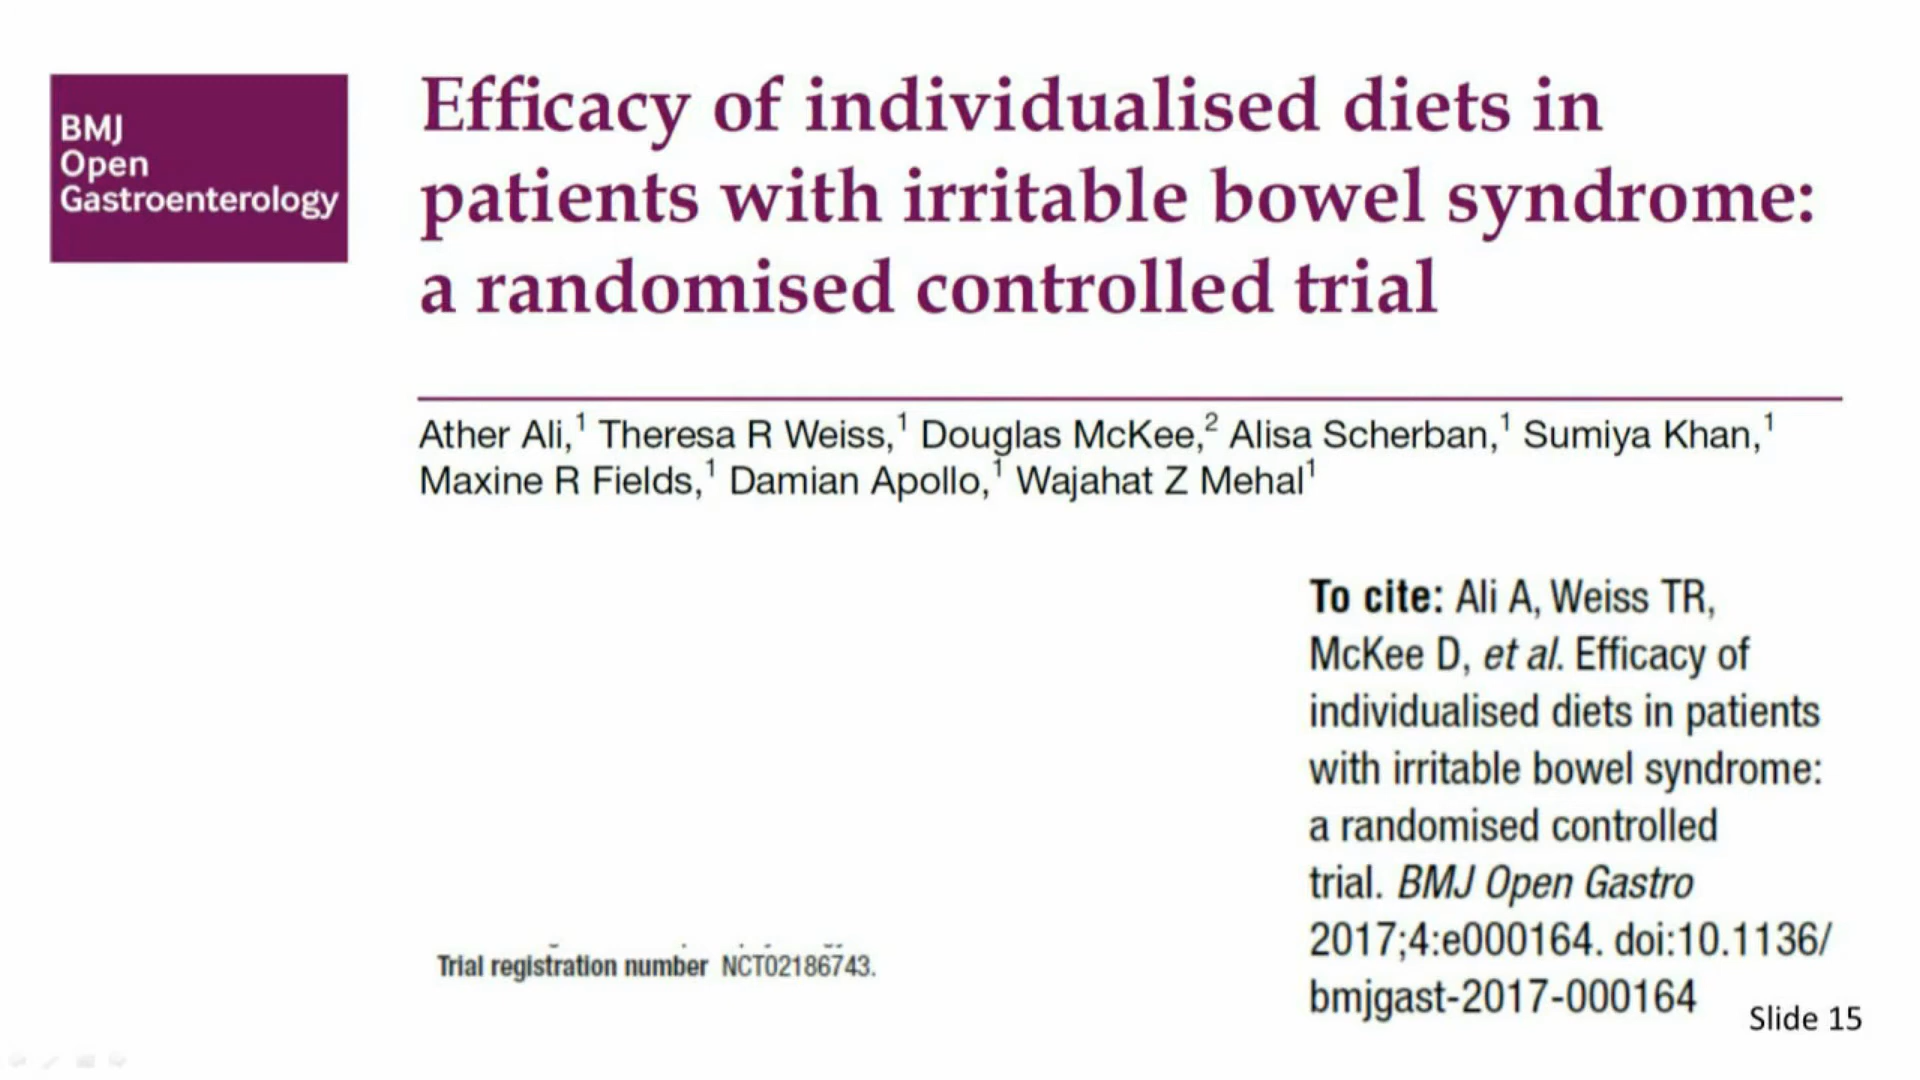 BMJ
Open
Gastroenterology
Efficacy of individualised diets in
patients with irritable bowel syndrome:
a randomised controlled trial
Ather Ali,1 Theresa R Weiss,1 Douglas McKee,2 Alisa Scherban,1 Sumiya Khan,1
Maxine R Fields,1 Damian Apollo,1 Wajahat Z Mehal1
To cite: Ali A, Weiss TR,
McKee D, et al. Efficacy of
individualised diets in patients
with irritable bowel syndrome:
a randomised controlled
trial. BMJ Open Gastro
2017;4:e000164. doi:10.1136/
bmjgast-2017-000164
Trial registration number NCT02186743.
Slide 15